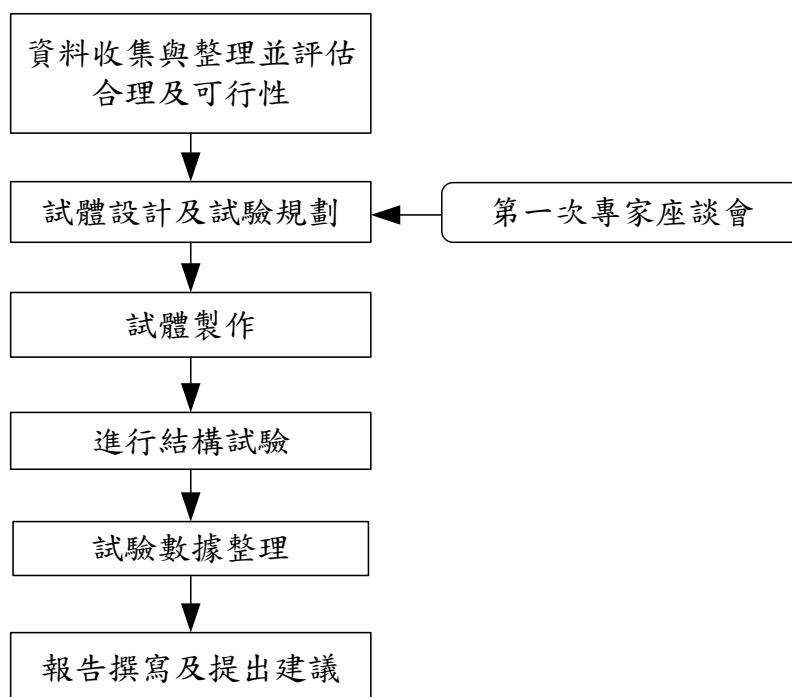 資料收集與整理並評估
合理及可行性
試體設計及試驗規劃
第一次專家座談會
試體製作
進行結構試驗
試驗數據整理
報告撰寫及提出建議